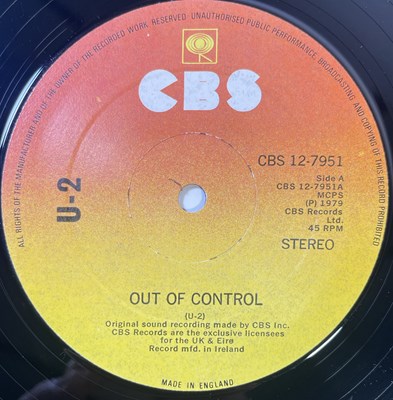 ALL RIGHTS OF THE MANUFACTURER AND OF THE OWNER OF THE RECORDED WORK RESERVED. UNAUTHORISED PUBLIC PERFORMANCE, BROADCASTING AND COPYING OF THIS RECORD PROHIBITED
CBS
U-2
CBS 12-7951
Side A
CBS 12-7951A
MCPS
(P) 1979
CBS Records
Ltd.
45 RPM
STEREO
OUT OF CONTROL
(U-2)
Original sound recording made by CBS Inc.
CBS Records are the exclusive licensees
for the UK & Eire
Record mfd. in Ireland
MADE IN ENGLAND